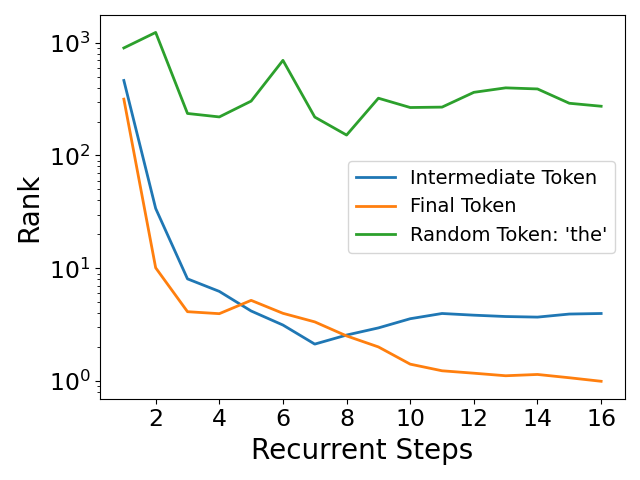 10³
10²
10¹
10⁰
Rank
Intermediate Token
Final Token
Random Token: 'the'
2 4 6 8 10 12 14 16
Recurrent Steps